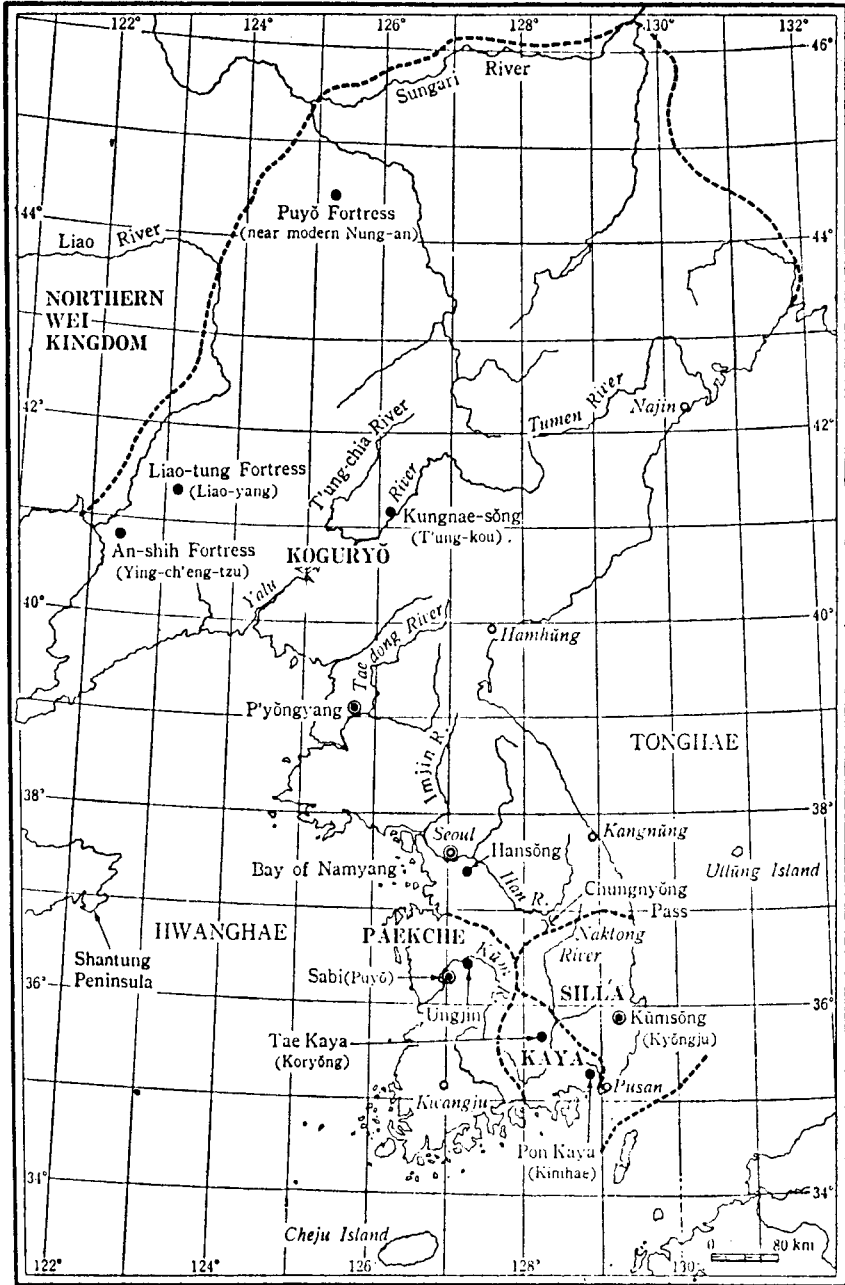 122° 124° 126° 128° 130° 132°
46° 46°
Sungari River
44° 44°
Puyŏ Fortress
(near modern Nung-an)
Liao River
NORTHERN
WEI
KINGDOM
42° 42°
T'ung-chia River
Tumen River
Najin
Liao-tung Fortress
(Liao-yang)
River
Kungnae-sŏng
(T'ung-kou)
An-shih Fortress
(Ying-ch'eng-tzu)
KOGURYŎ
Yalu
40° 40°
Taedong River
Hamhŭng
P'yŏngyang
TONGHAE
Imjin R.
38° 38°
Seoul
Kangnŭng
Hansŏng
Bay of Namyang
Han R.
Ullŭng Island
Chungnyŏng
Pass
HWANGHAE
PAEKCHE
Kŭm R.
Naktong
River
Shantung
Peninsula
Sabi (Puyŏ)
36° 36°
SILLA
Ungjin
Kŭmsŏng
(Kyŏngju)
Tae Kaya
(Koryŏng)
KAYA
Kwangju
Pusan
Pon Kaya
(Kimhae)
34° 34°
Cheju Island
0 80 km
122° 124° 126° 128° 130°